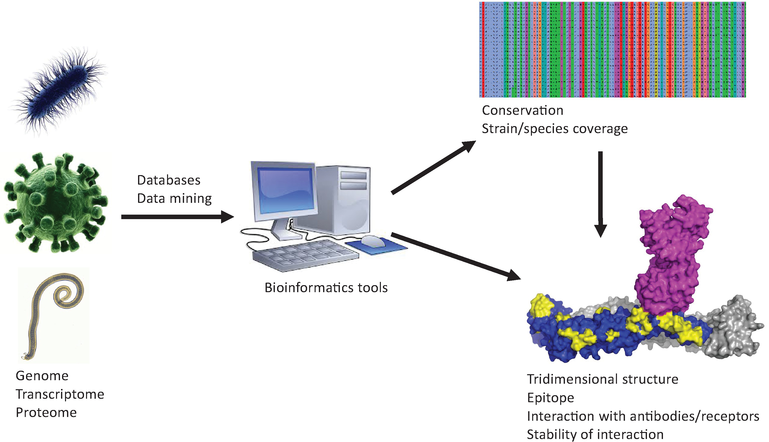 Databases
Data mining
Genome
Transcriptome
Proteome
Bioinformatics tools
Conservation
Strain/species coverage
Tridimensional structure
Epitope
Interaction with antibodies/receptors
Stability of interaction